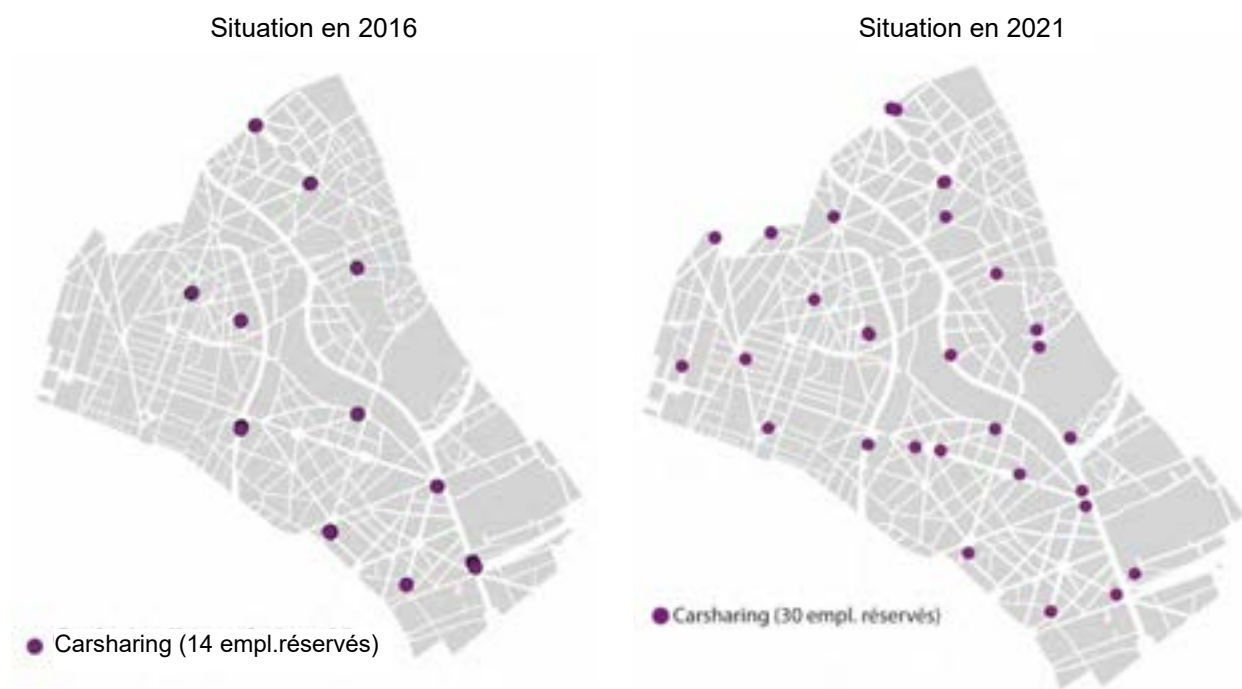 Situation en 2016
Situation en 2021
Carsharing (14 empl.réservés)
Carsharing (30 empl. réservés)